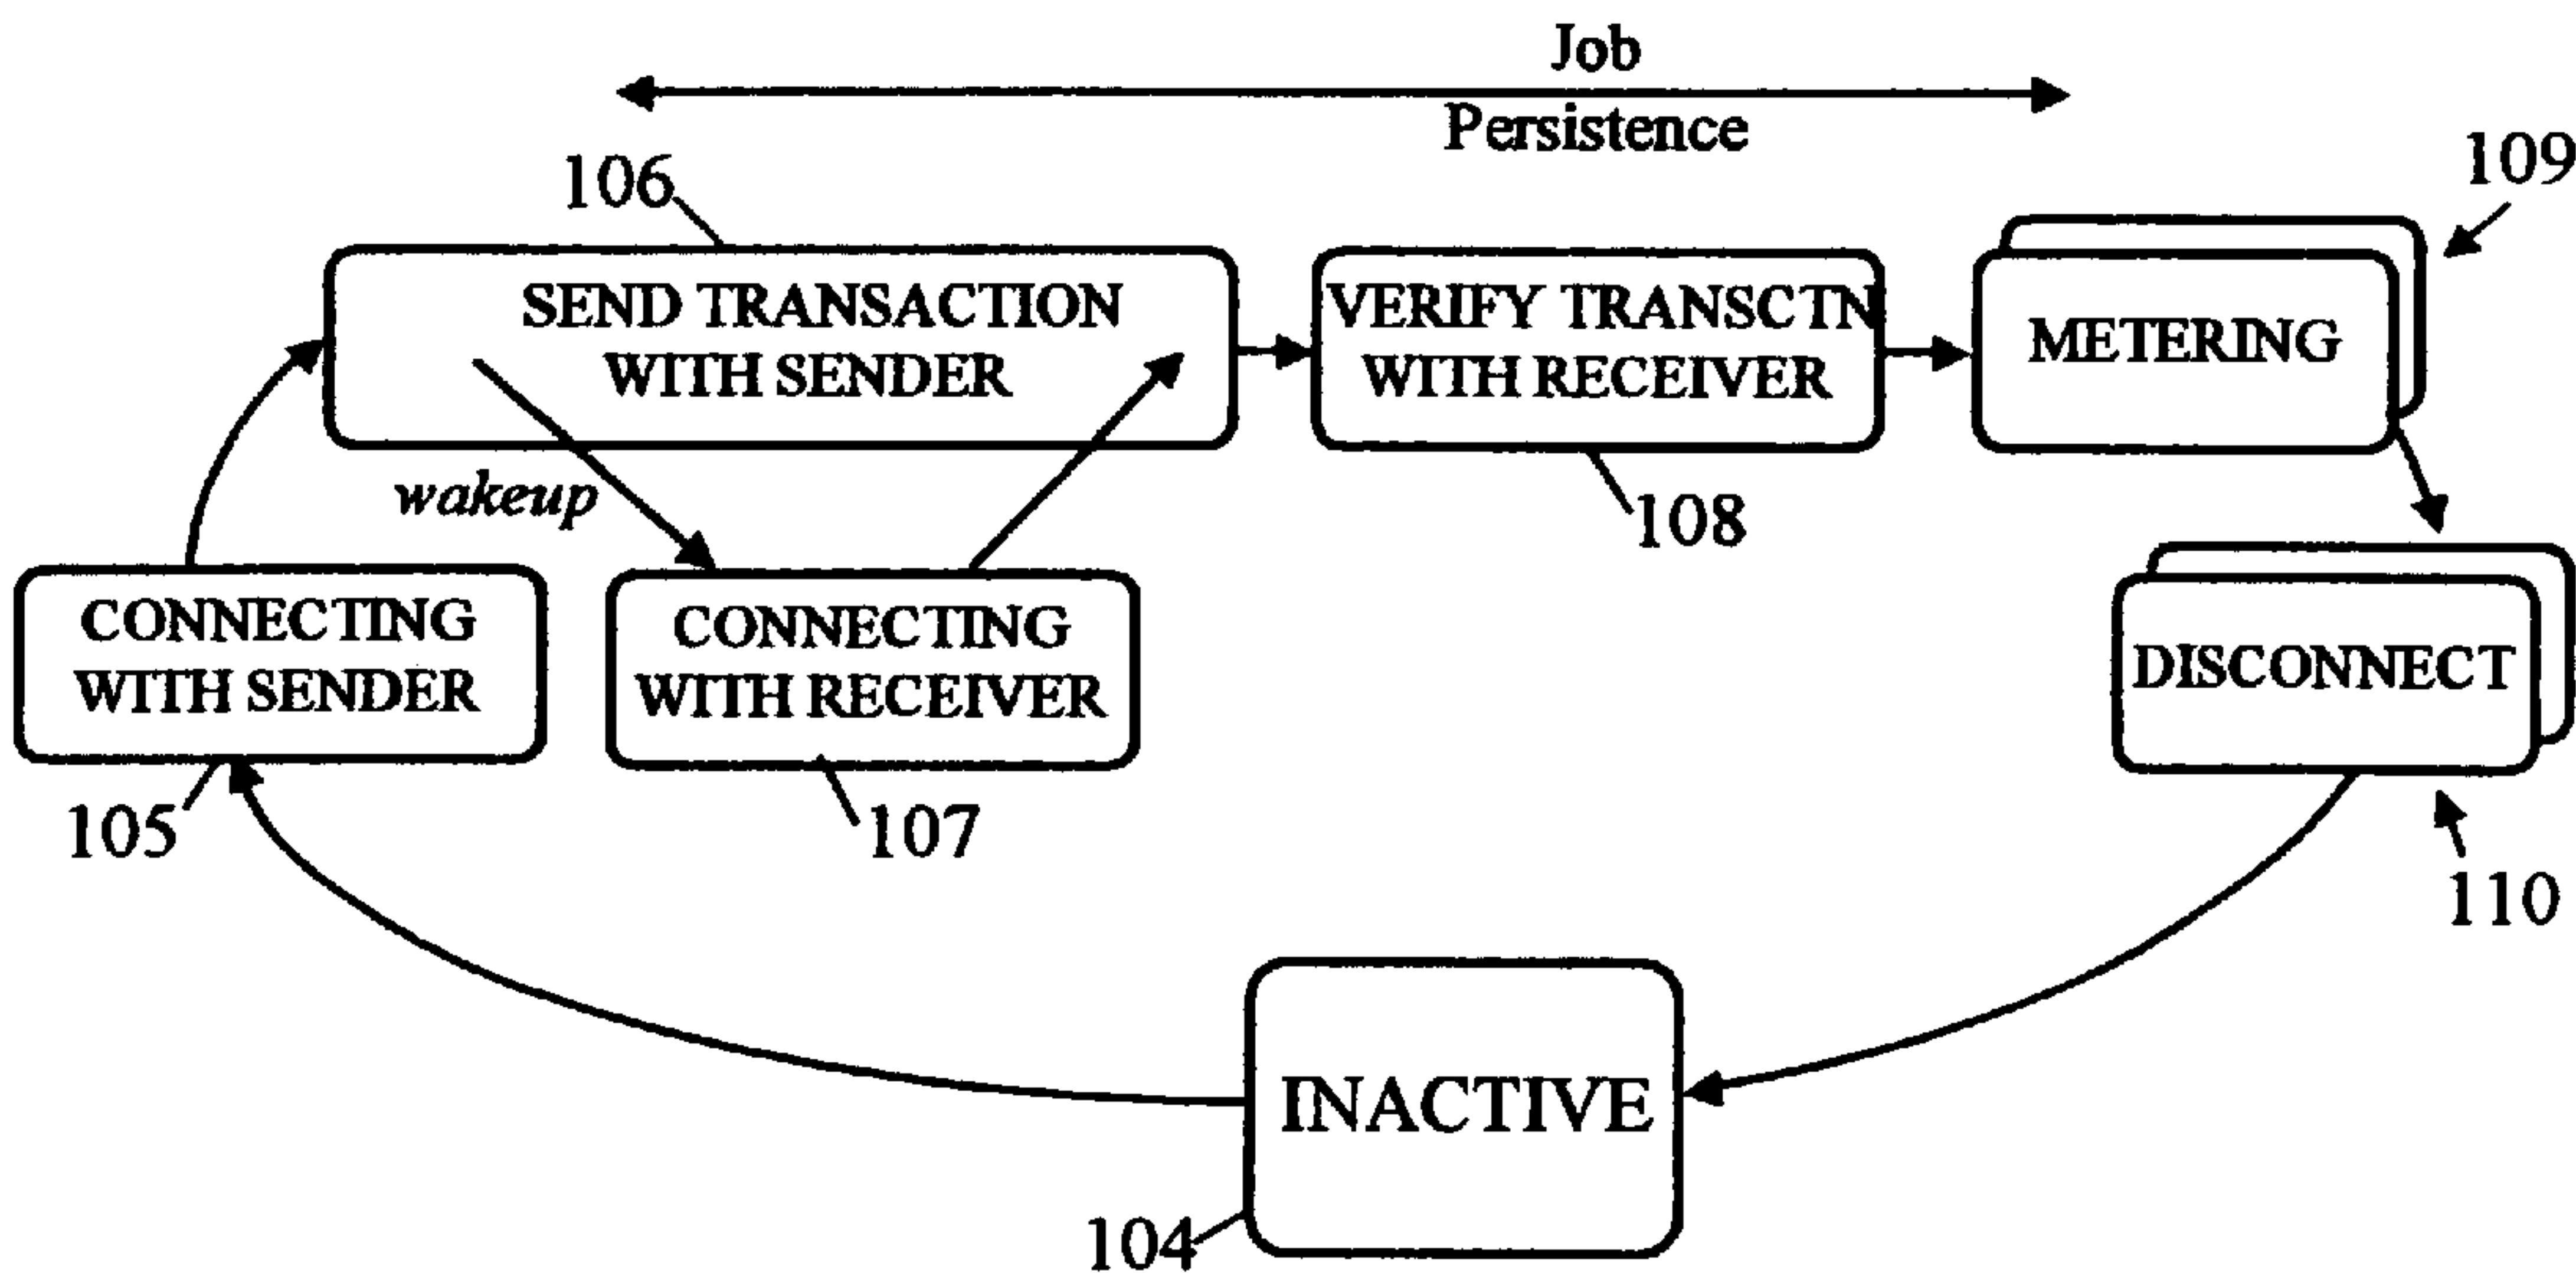 Job
Persistence
109
106
SEND TRANSACTION
WITH SENDER
VERIFY TRANSCTN
WITH RECEIVER
METERING
wakeup
108
CONNECTING
WITH SENDER
CONNECTING
WITH RECEIVER
DISCONNECT
105
107
110
INACTIVE
104